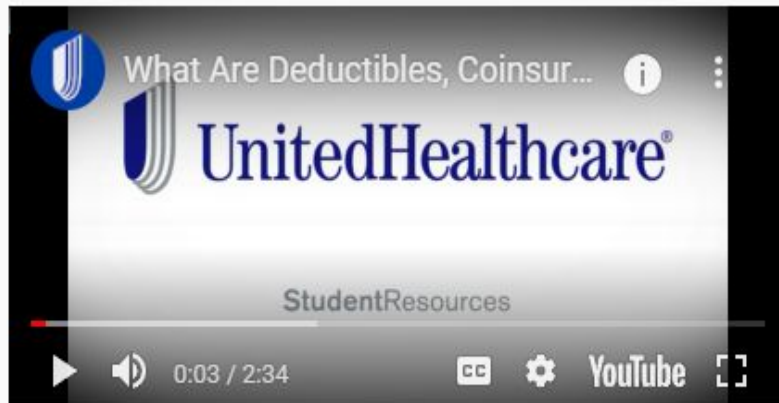 What Are Deductibles, Coinsur...
i
UnitedHealthcare®
StudentResources
0:03 / 2:34
CC
YouTube